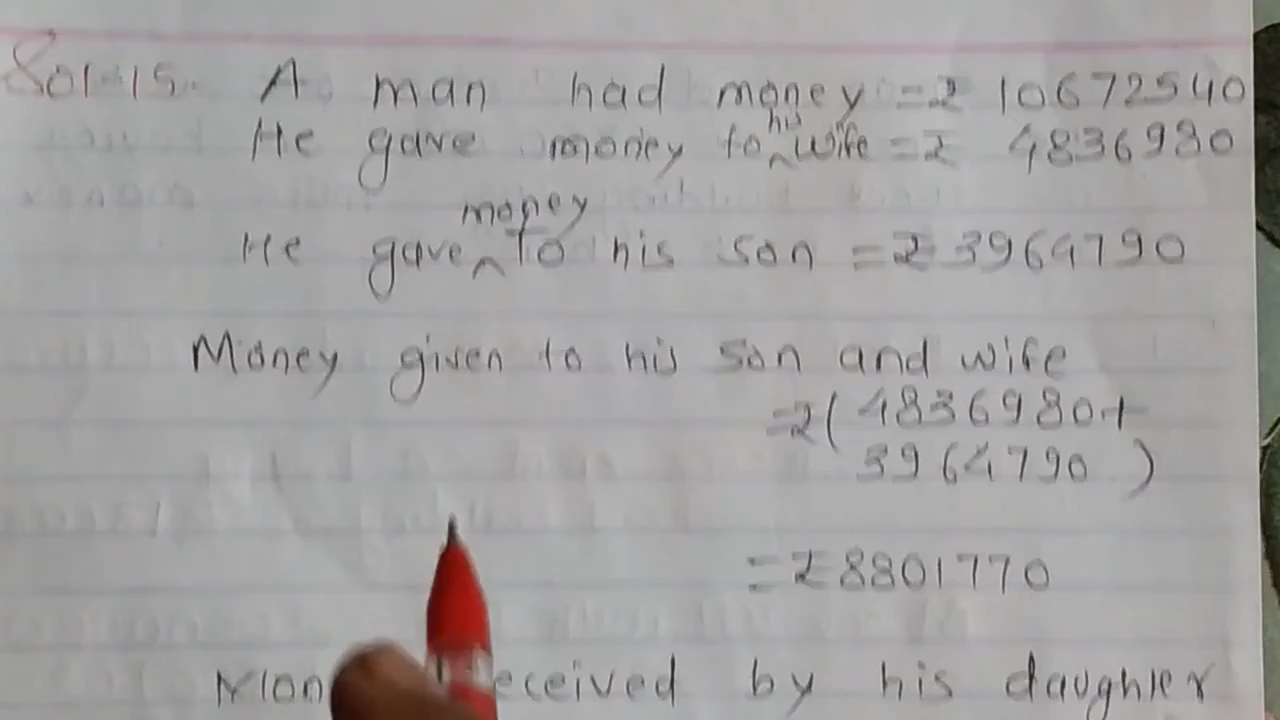 Sol-15. A man had money = ₹ 10672540
He gave money to his wife = ₹ 4836980
He gave money to his son = ₹ 3964790
Money given to his son and wife
= ₹ ( 4836980 +
3964790 )
= ₹ 8801770
received by his daughter